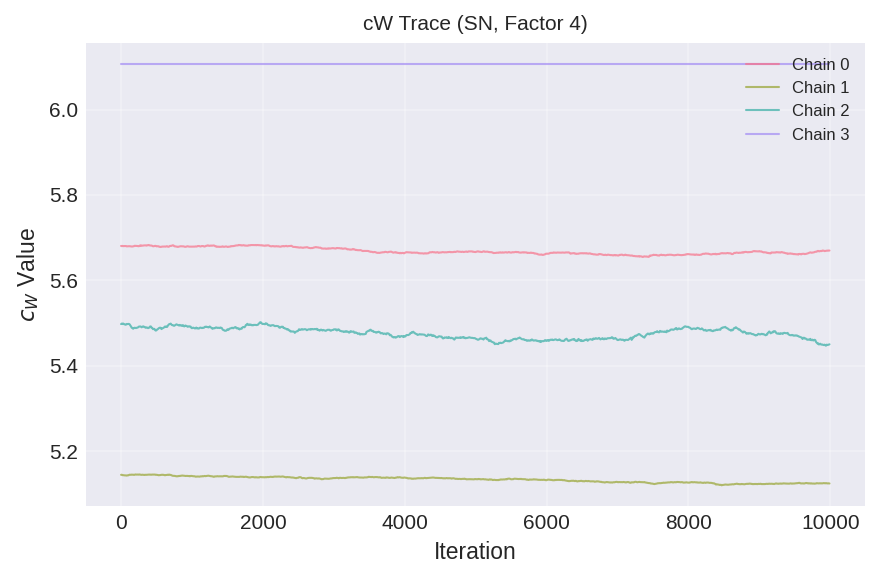 cW Trace (SN, Factor 4)
Chain 0
Chain 1
Chain 2
Chain 3
6.0
5.8
5.6
5.4
5.2
c_W Value
0 2000 4000 6000 8000 10000
Iteration